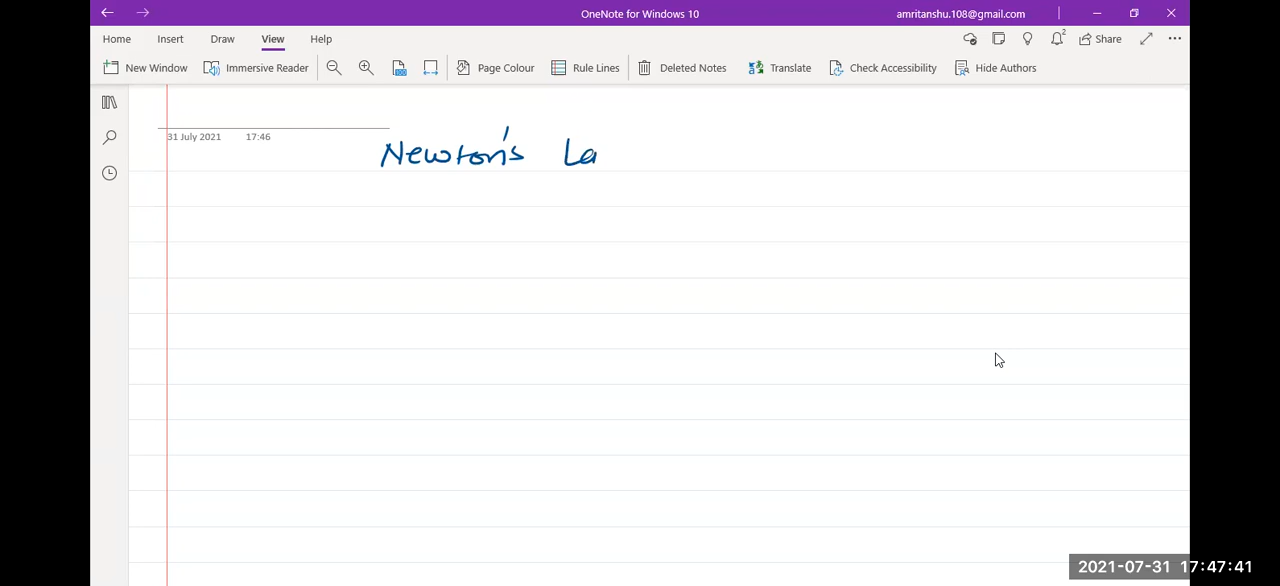 OneNote for Windows 10
amritanshu.108@gmail.com
Home Insert Draw View Help
2 Share
New Window Immersive Reader 100 Page Colour Rule Lines Deleted Notes Translate Check Accessibility Hide Authors
31 July 2021 17:46
Newton's La
2021-07-31 17:47:41